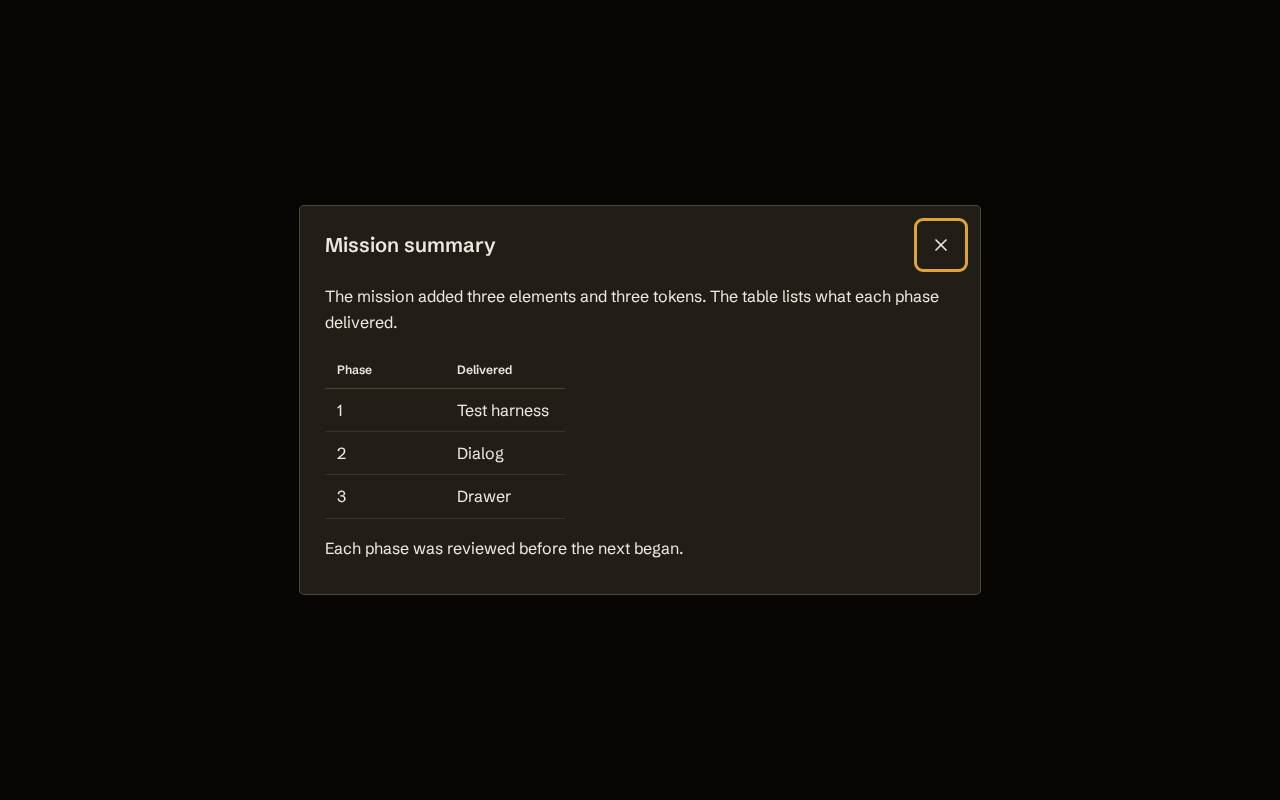 Mission summary
The mission added three elements and three tokens. The table lists what each phase
delivered.
Phase Delivered
1 Test harness
2 Dialog
3 Drawer
Each phase was reviewed before the next began.